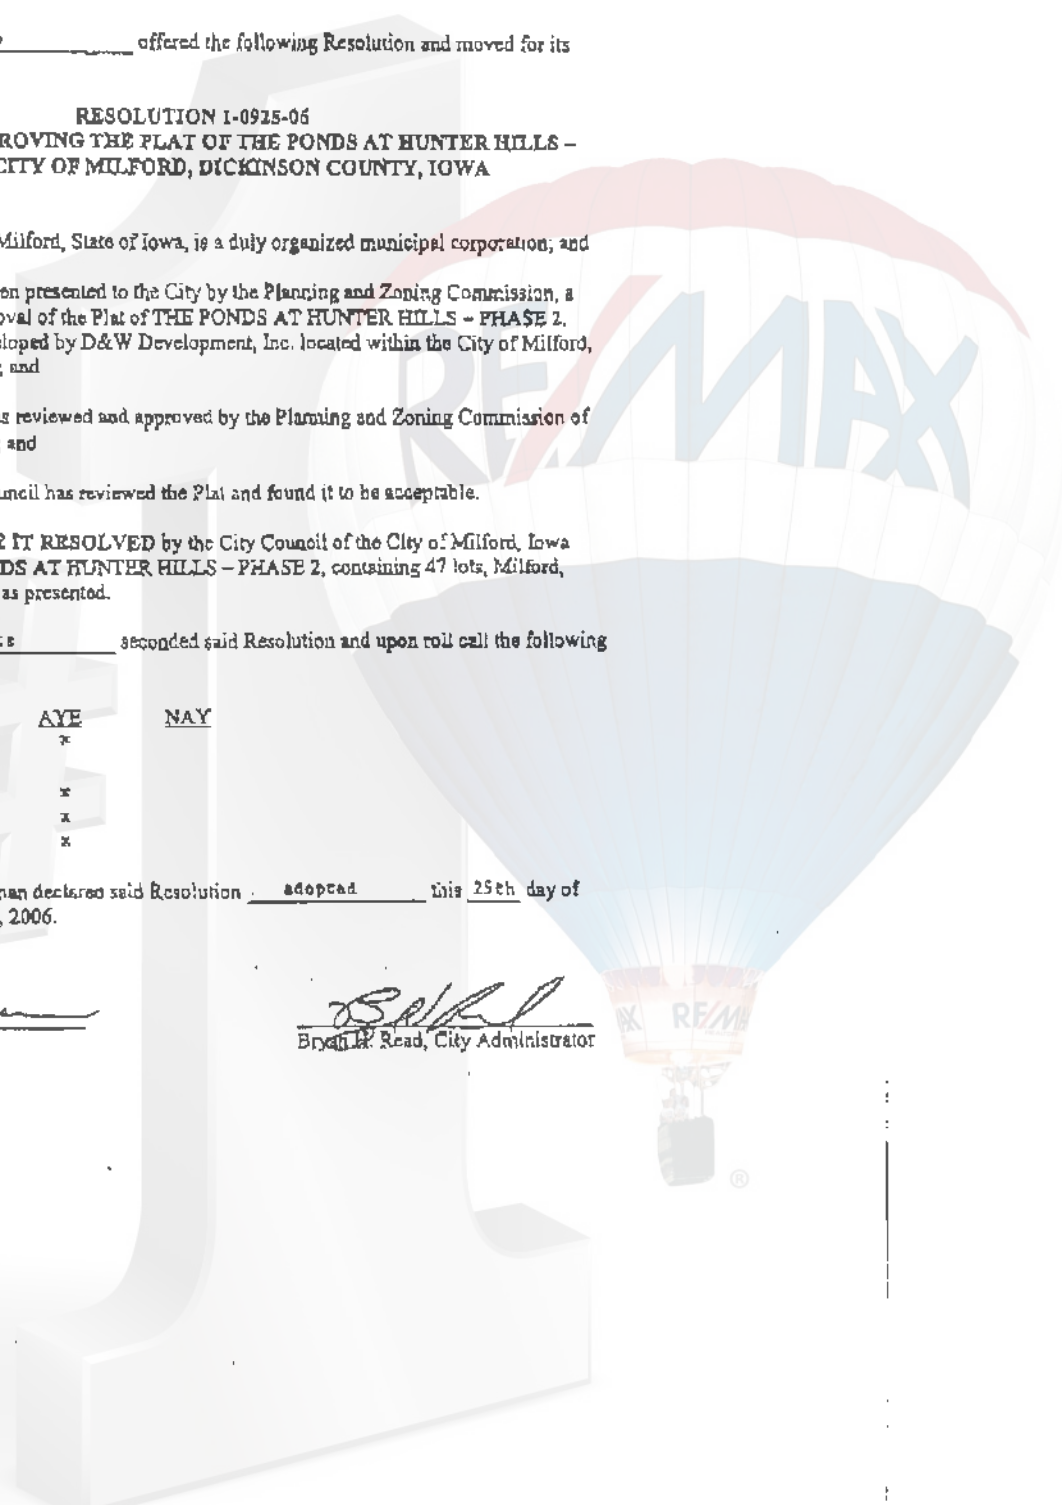 offered the following Resolution and moved for its
RESOLUTION 1-0925-06
ROVING THE PLAT OF THE PONDS AT HUNTER HILLS –
CITY OF MILFORD, DICKINSON COUNTY, IOWA
Milford, State of Iowa, is a duly organized municipal corporation; and
en presented to the City by the Planning and Zoning Commission, a
oval of the Plat of THE PONDS AT HUNTER HILLS – PHASE 2,
eloped by D&W Development, Inc. located within the City of Milford,
; and
s reviewed and approved by the Planning and Zoning Commission of
; and
uncil has reviewed the Plat and found it to be acceptable.
IT RESOLVED by the City Council of the City of Milford, Iowa
DS AT HUNTER HILLS – PHASE 2, containing 47 lots, Milford,
as presented.
seconded said Resolution and upon roll call the following
AYE NAY
x
x
x
x
man declared said Resolution adopted this 25th day of
, 2006.
Bryan H. Read, City Administrator
RE/MAX
RE/MA
®
#1